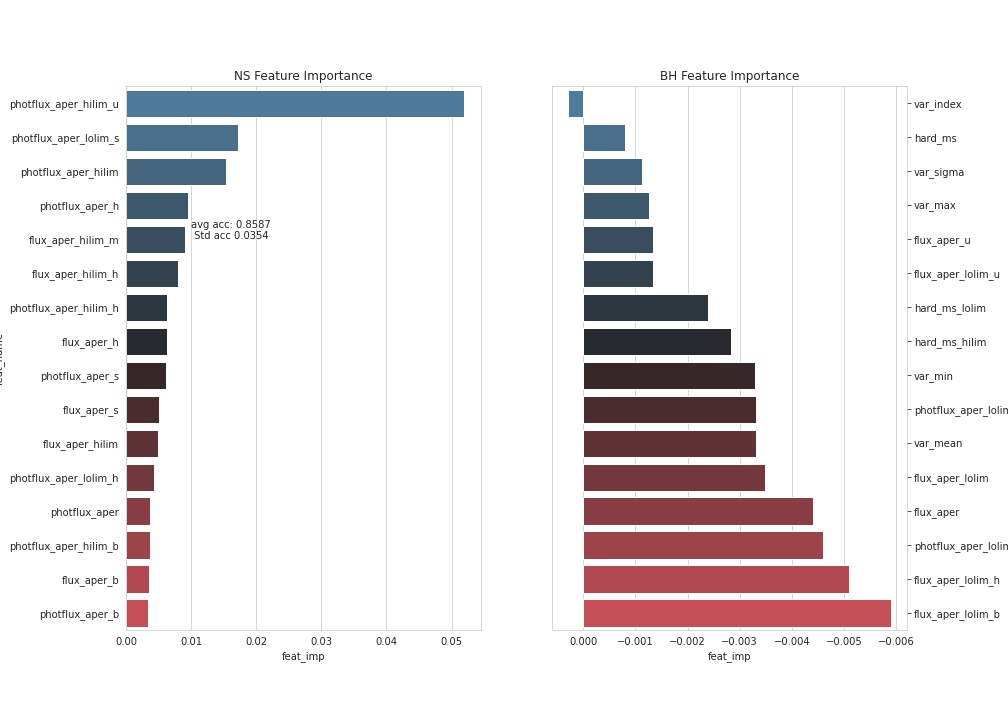 NS Feature Importance
photflux_aper_hilim_u
photflux_aper_lolim_s
photflux_aper_hilim
photflux_aper_h
flux_aper_hilim_m
flux_aper_hilim_h
photflux_aper_hilim_h
flux_aper_h
photflux_aper_s
flux_aper_s
flux_aper_hilim
photflux_aper_lolim_h
photflux_aper
photflux_aper_hilim_b
flux_aper_b
photflux_aper_b
avg acc: 0.8587
Std acc 0.0354
0.00 0.01 0.02 0.03 0.04 0.05
feat_imp
BH Feature Importance
var_index
hard_ms
var_sigma
var_max
flux_aper_u
flux_aper_lolim_u
hard_ms_lolim
hard_ms_hilim
var_min
photflux_aper_lolim
var_mean
flux_aper_lolim
flux_aper
photflux_aper_lolim
flux_aper_lolim_h
flux_aper_lolim_b
0.000 −0.001 −0.002 −0.003 −0.004 −0.005 −0.006
feat_imp